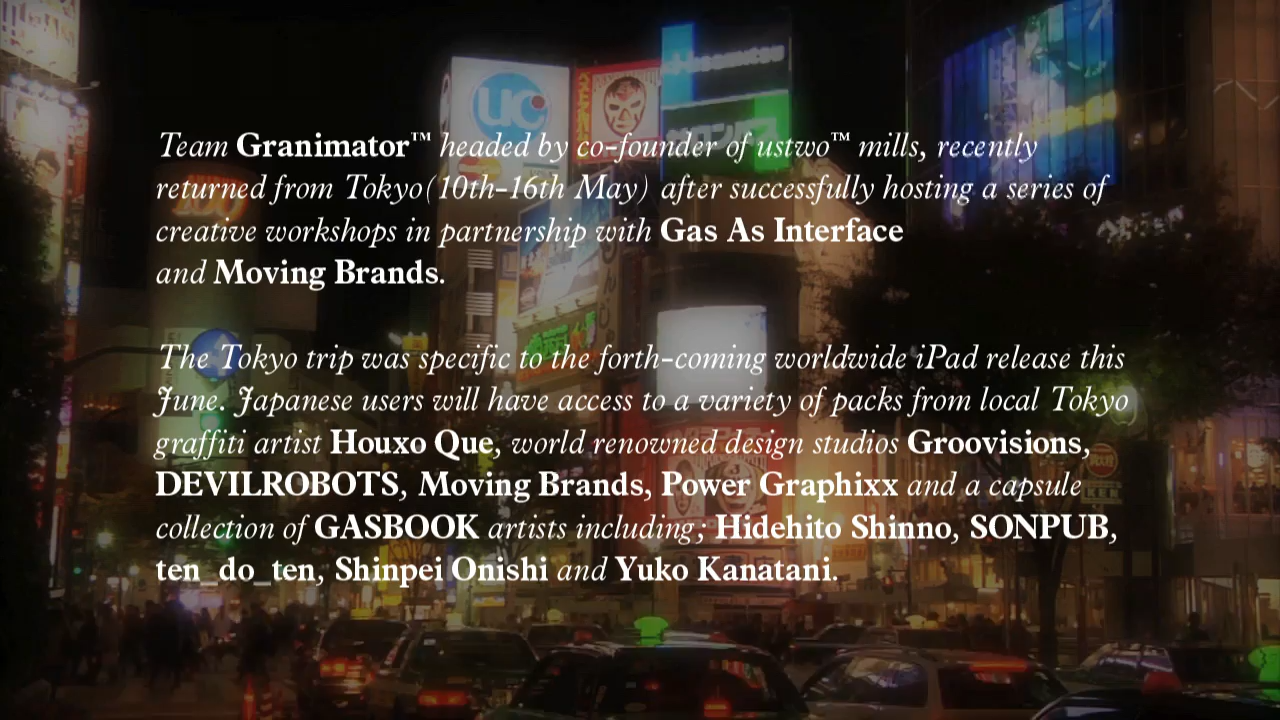 UC
Team Granimator™ headed by co-founder of ustwo™ mills, recently
returned from Tokyo(10th-16th May) after successfully hosting a series of
creative workshops in partnership with Gas As Interface
and Moving Brands.
The Tokyo trip was specific to the forth-coming worldwide iPad release this
June. Japanese users will have access to a variety of packs from local Tokyo
graffiti artist Houxo Que, world renowned design studios Groovisions,
DEVILROBOTS, Moving Brands, Power Graphixx and a capsule
collection of GASBOOK artists including; Hidehito Shinno, SONPUB,
ten_do_ten, Shinpei Onishi and Yuko Kanatani.